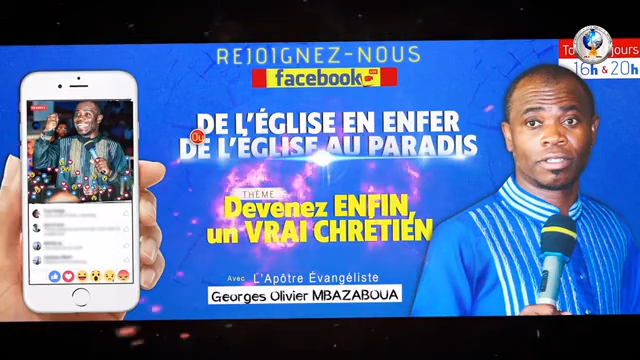 REJOIGNEZ-NOUS
facebook
16h & 20h
DE L'ÉGLISE EN ENFER
Ou
DE L'ÉGLISE AU PARADIS
THÈME
Devenez ENFIN,
un VRAI CHRÉTIEN
Avec L'Apôtre Évangéliste
Georges Olivier MBAZABOUA